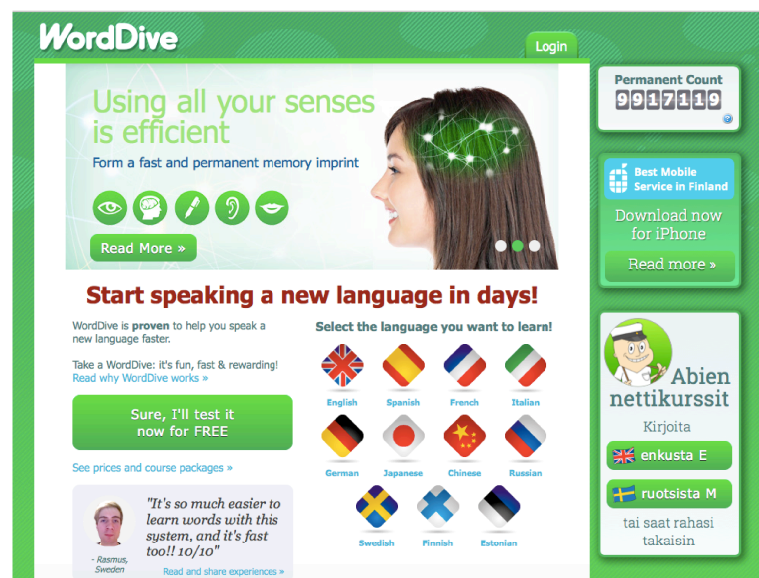 WordDive
Login
Using all your senses
is efficient
Form a fast and permanent memory imprint
Read More »
Start speaking a new language in days!
WordDive is proven to help you speak a
new language faster.
Take a WordDive: it's fun, fast & rewarding!
Read why WordDive works »
Sure, I'll test it
now for FREE
See prices and course packages »
"It's so much easier to
learn words with this
system, and it's fast
too!! 10/10"
- Rasmus,
Sweden
Read and share experiences »
Select the language you want to learn!
English Spanish French Italian
German Japanese Chinese Russian
Swedish Finnish Estonian
Permanent Count
9917119
?
Best Mobile
Service in Finland
Download now
for iPhone
Read more »
Abien
nettikurssit
Kirjoita
enkusta E
ruotsista M
tai saat rahasi
takaisin